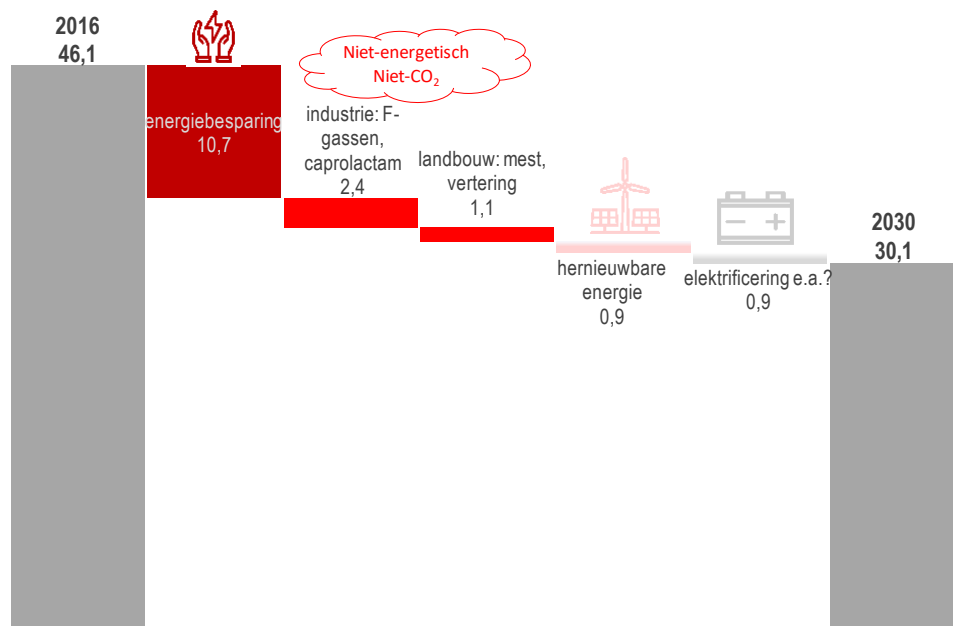 2016
46,1
Niet-energetisch
Niet-CO₂
energiebesparing
10,7
industrie: F-
gassen,
caprolactam
2,4
landbouw: mest,
vertering
1,1
hernieuwbare
energie
0,9
elektrificering e.a.?
0,9
2030
30,1